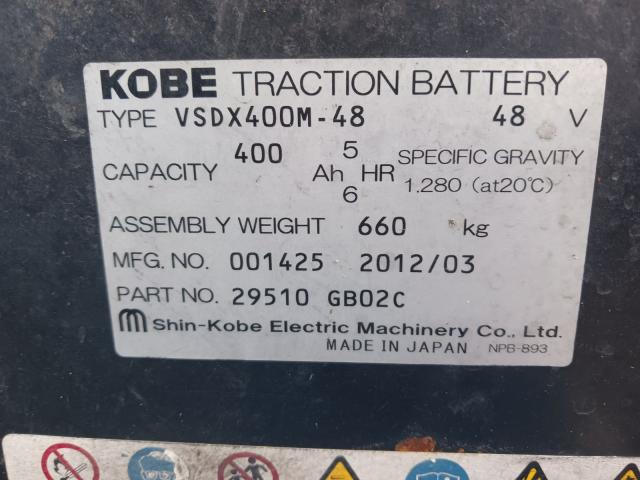 KOBE TRACTION BATTERY
TYPE VSDX400M-48 48 V
CAPACITY 400 Ah 5 HR 6 SPECIFIC GRAVITY
1.280 (at20℃)
ASSEMBLY WEIGHT 660 kg
MFG. NO. 001425 2012/03
PART NO. 29510 GB02C
Shin-Kobe Electric Machinery Co., Ltd.
MADE IN JAPAN NPB-893